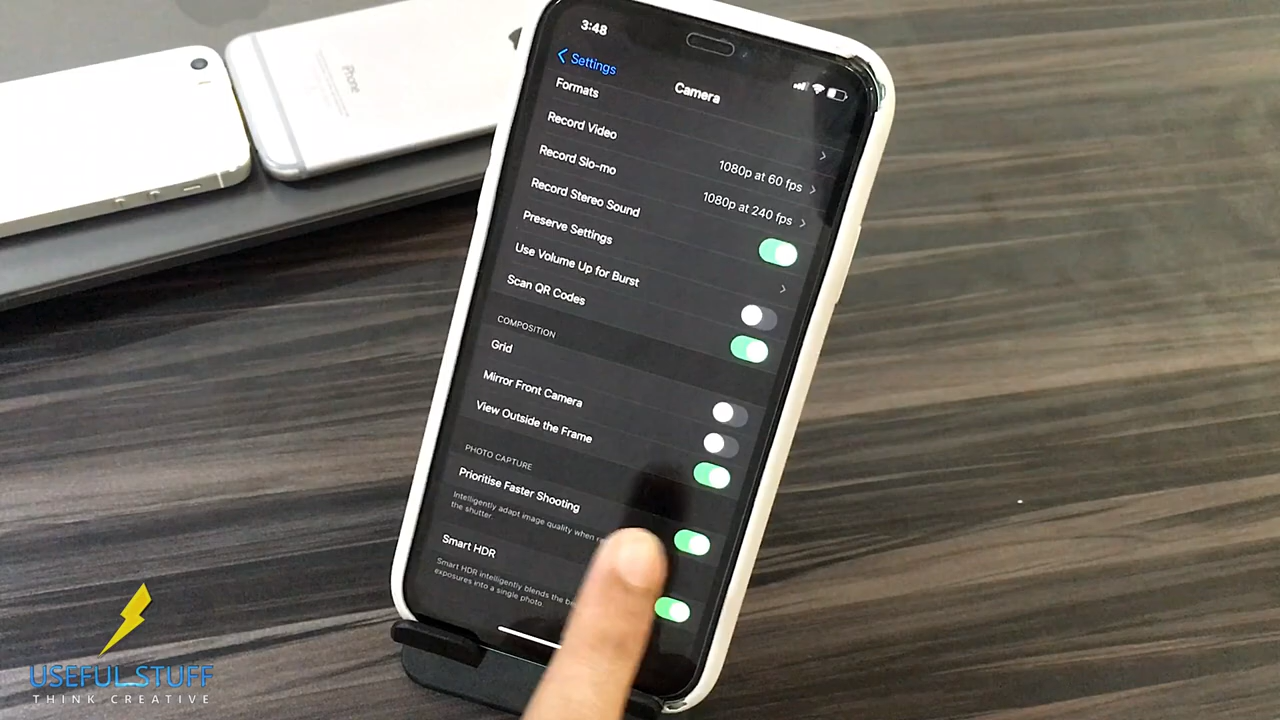 iPhone
3:48
Settings
Camera
Formats
Record Video
1080p at 60 fps
Record Slo-mo
1080p at 240 fps
Record Stereo Sound
Preserve Settings
Use Volume Up for Burst
Scan QR Codes
COMPOSITION
Grid
Mirror Front Camera
View Outside the Frame
PHOTO CAPTURE
Prioritise Faster Shooting
Intelligently adapt image quality when
the shutter.
Smart HDR
Smart HDR intelligently blends the
exposures into a single photo.
USEFUL STUFF
THINK CREATIVE